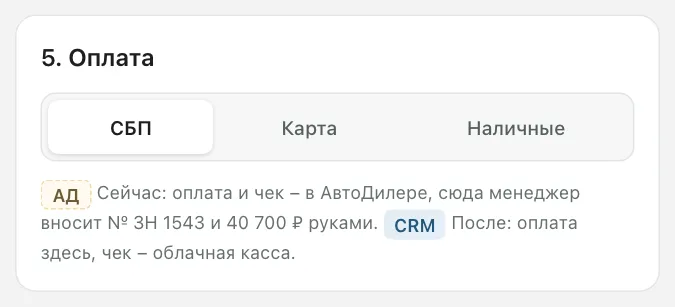 5. Оплата
СБП Карта Наличные
АД Сейчас: оплата и чек – в АвтоДилере, сюда менеджер
вносит № ЗН 1543 и 40 700 ₽ руками. CRM После: оплата
здесь, чек – облачная касса.